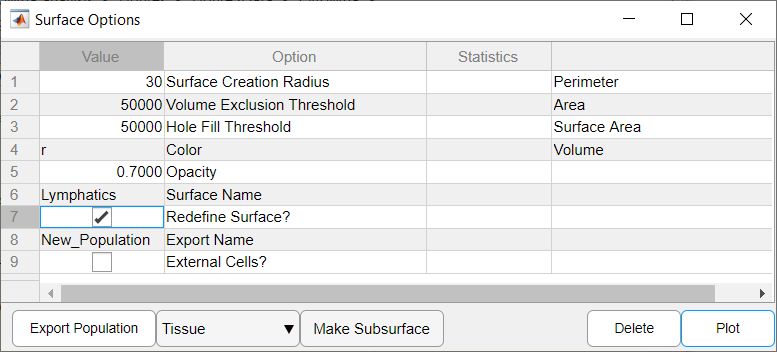 Surface Options
Value Option Statistics
1 30 Surface Creation Radius Perimeter
2 50000 Volume Exclusion Threshold Area
3 50000 Hole Fill Threshold Surface Area
4 r Color Volume
5 0.7000 Opacity
6 Lymphatics Surface Name
7 Redefine Surface?
8 New_Population Export Name
9 External Cells?
Export Population Tissue Make Subsurface Delete Plot